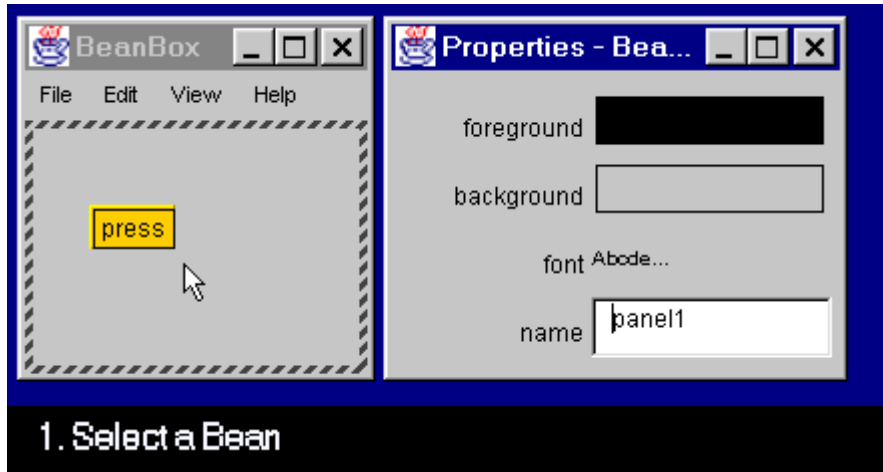 BeanBox
File Edit View Help
press
Properties - Bea...
foreground
background
font Abcde...
name panel1
1. Select a Bean